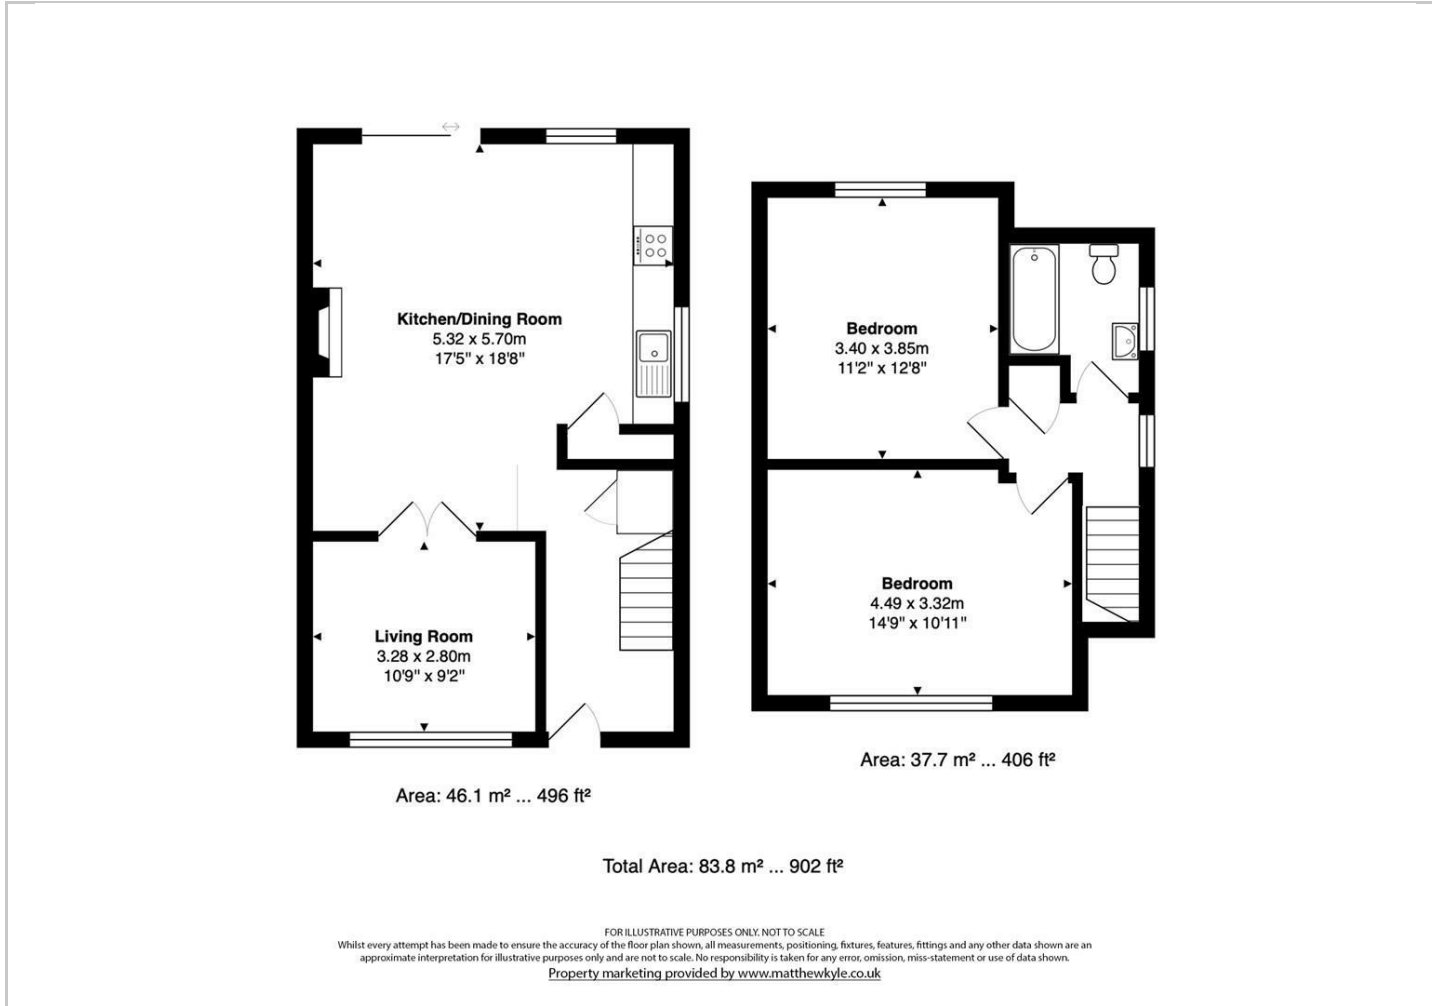 Kitchen/Dining Room
5.32 x 5.70m
17'5" x 18'8"
Living Room
3.28 x 2.80m
10'9" x 9'2"
Area: 46.1 m² ... 496 ft²
Bedroom
3.40 x 3.85m
11'2" x 12'8"
Bedroom
4.49 x 3.32m
14'9" x 10'11"
Area: 37.7 m² ... 406 ft²
Total Area: 83.8 m² ... 902 ft²
FOR ILLUSTRATIVE PURPOSES ONLY. NOT TO SCALE
Whilst every attempt has been made to ensure the accuracy of the floor plan shown, all measurements, positioning, fixtures, features, fittings and any other data shown are an
approximate interpretation for illustrative purposes only and are not to scale. No responsibility is taken for any error, omission, miss-statement or use of data shown.
Property marketing provided by www.matthewkyle.co.uk